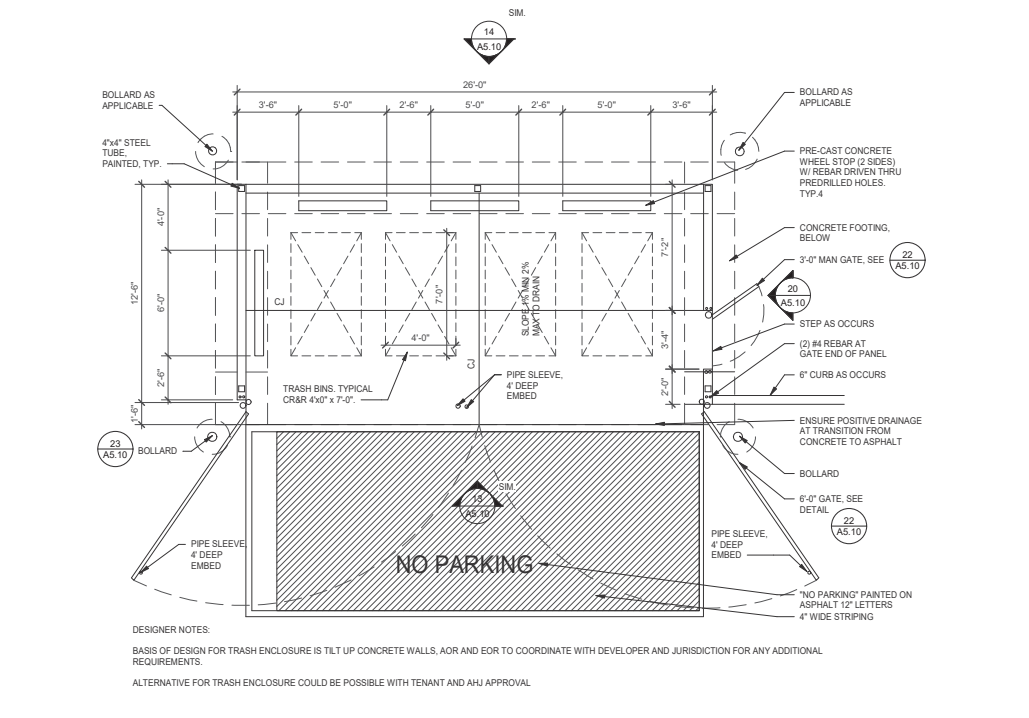 SIM.
14
A5.10
26'-0"
3'-6"
5'-0"
2'-6"
5'-0"
2'-6"
5'-0"
3'-6"
BOLLARD AS
APPLICABLE
BOLLARD AS
APPLICABLE
4"x4" STEEL
TUBE,
PAINTED, TYP.
PRE-CAST CONCRETE
WHEEL STOP (2 SIDES)
W/ REBAR DRIVEN THRU
PREDRILLED HOLES.
TYP.4
CONCRETE FOOTING,
BELOW
3'-0" MAN GATE, SEE
22
A5.10
20
A5.10
STEP AS OCCURS
(2) #4 REBAR AT
GATE END OF PANEL
6" CURB AS OCCURS
ENSURE POSITIVE DRAINAGE
AT TRANSITION FROM
CONCRETE TO ASPHALT
BOLLARD
6'-0" GATE, SEE
DETAIL
22
A5.10
4'-0"
12'-6"
6'-0"
2'-6"
1'-6"
7'-2"
3'-4"
2'-0"
CJ
7'-0"
4'-0"
SLOPE 1% MIN 2%
MAX TO DRAIN
CJ
TRASH BINS. TYPICAL
CR&R 4'x0" x 7'-0".
PIPE SLEEVE,
4' DEEP
EMBED
23
A5.10
BOLLARD
SIM.
13
A5.10
PIPE SLEEVE,
4' DEEP
EMBED
PIPE SLEEVE,
4' DEEP
EMBED
NO PARKING
"NO PARKING" PAINTED ON
ASPHALT 12" LETTERS
4" WIDE STRIPING
DESIGNER NOTES:
BASIS OF DESIGN FOR TRASH ENCLOSURE IS TILT UP CONCRETE WALLS, AOR AND EOR TO COORDINATE WITH DEVELOPER AND JURISDICTION FOR ANY ADDITIONAL
REQUIREMENTS.
ALTERNATIVE FOR TRASH ENCLOSURE COULD BE POSSIBLE WITH TENANT AND AHJ APPROVAL